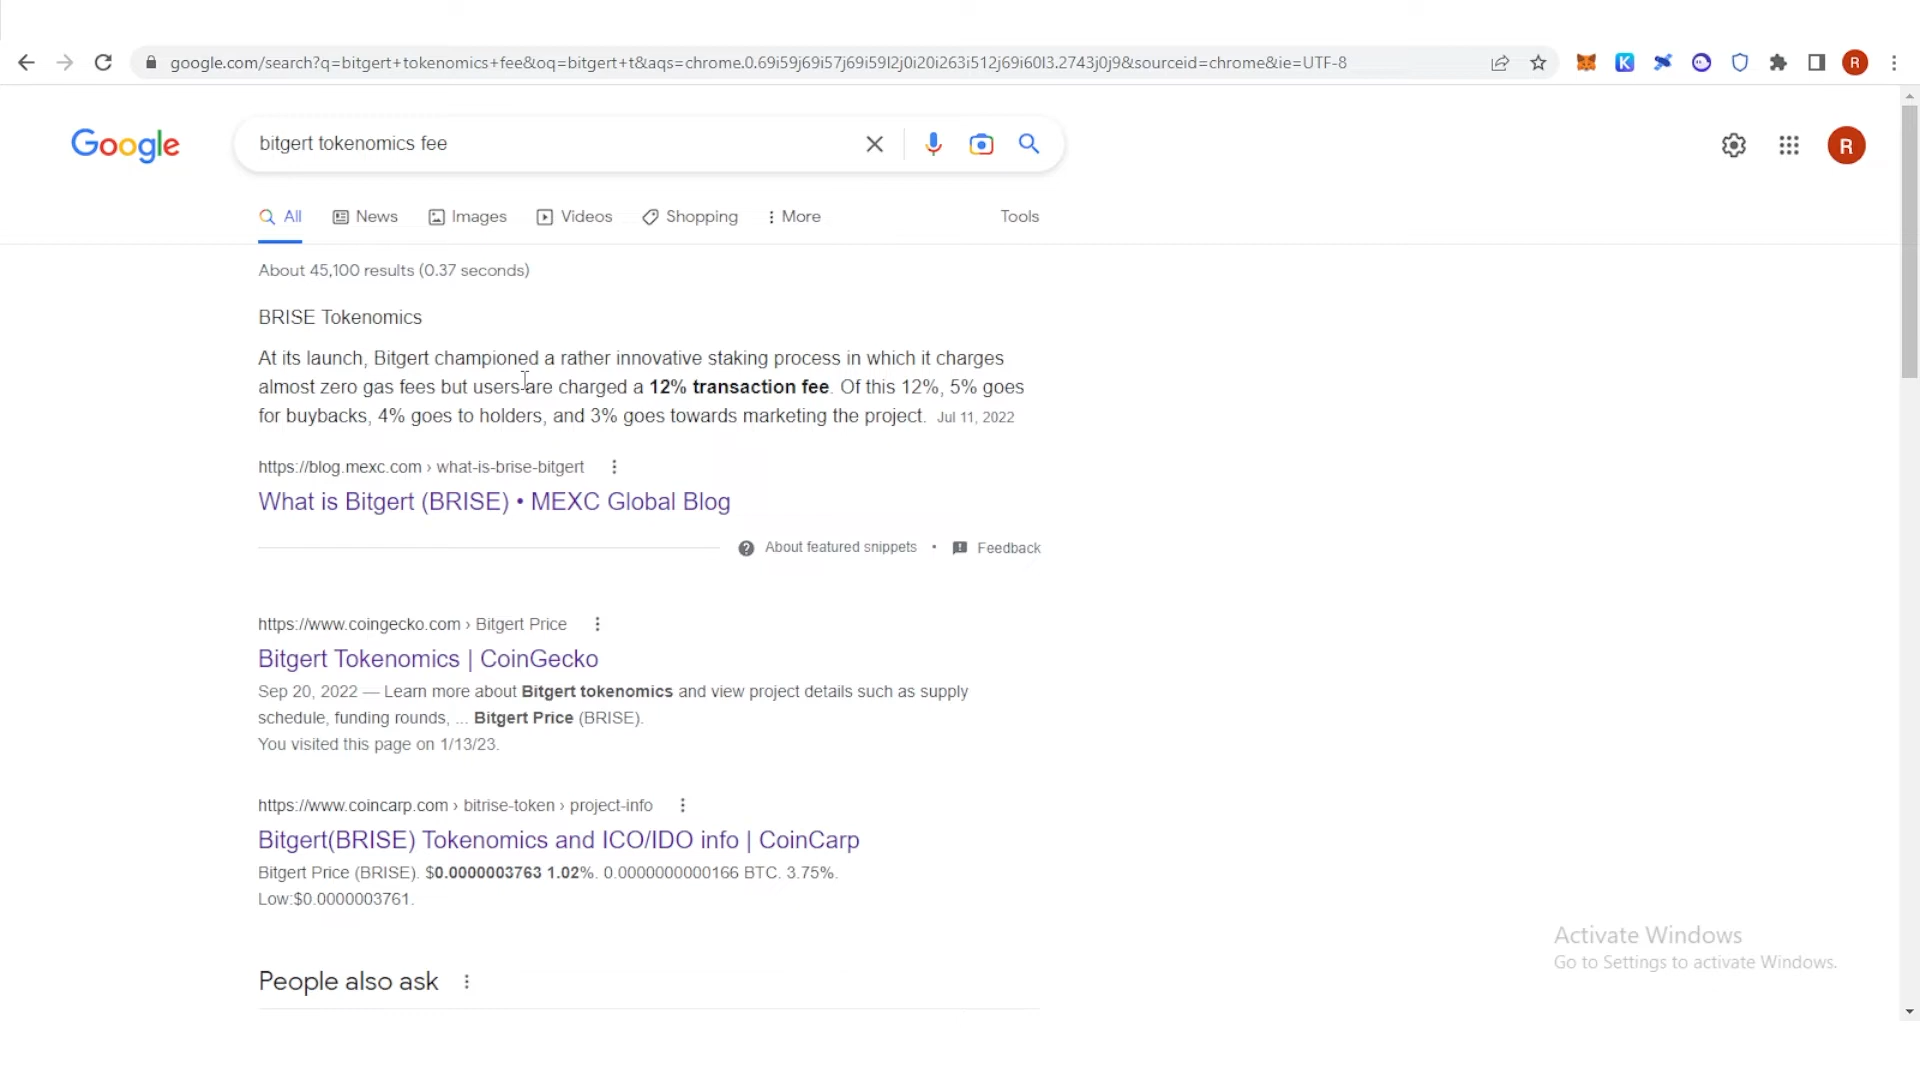 google.com/search?q=bitgert+tokenomics+fee&oq=bitgert+t&aqs=chrome.0.69i59j69i57j69i59l2j0i20i263i512j69i60l3.2743j0j9&sourceid=chrome&ie=UTF-8
K
R
Google
bitgert tokenomics fee
R
All
News
Images
Videos
Shopping
More
Tools
About 45,100 results (0.37 seconds)
BRISE Tokenomics
At its launch, Bitgert championed a rather innovative staking process in which it charges
almost zero gas fees but users are charged a 12% transaction fee. Of this 12%, 5% goes
for buybacks, 4% goes to holders, and 3% goes towards marketing the project. Jul 11, 2022
https://blog.mexc.com › what-is-brise-bitgert
What is Bitgert (BRISE) • MEXC Global Blog
About featured snippets • Feedback
https://www.coingecko.com › Bitgert Price
Bitgert Tokenomics | CoinGecko
Sep 20, 2022 — Learn more about Bitgert tokenomics and view project details such as supply
schedule, funding rounds, ... Bitgert Price (BRISE).
You visited this page on 1/13/23.
https://www.coincarp.com › bitrise-token › project-info
Bitgert(BRISE) Tokenomics and ICO/IDO info | CoinCarp
Bitgert Price (BRISE). $0.0000003763 1.02%. 0.0000000000166 BTC. 3.75%.
Low:$0.0000003761.
People also ask
Activate Windows
Go to Settings to activate Windows.